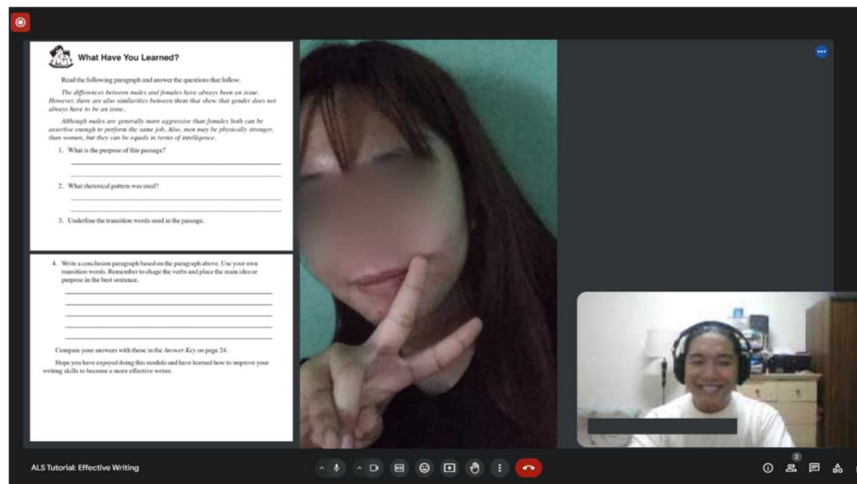 What Have You Learned?
Read the following paragraph and answer the questions that follow.
The differences between males and females have always been an issue.
However, there are also similarities between them that show that gender does not
always have to be an issue.
Although males are generally more aggressive than females both can be
assertive enough to perform the same job. Also, men may be physically stronger,
than women, but they can be equals in terms of intelligence.
1. What is the purpose of this passage?
2. What rhetorical pattern was used?
3. Underline the transition words used in the passage.
4. Write a conclusion paragraph based on the paragraph above. Use your own
transition words. Remember to chage the verbs and place the main idea or
purpose in the best sentence.
Compare your answers with those in the Answer Key on page 24.
Hope you have enjoyed doing this module and have learned how to improve your
writing skills to become a more effective writer.
ALS Tutorial: Effective Writing
2